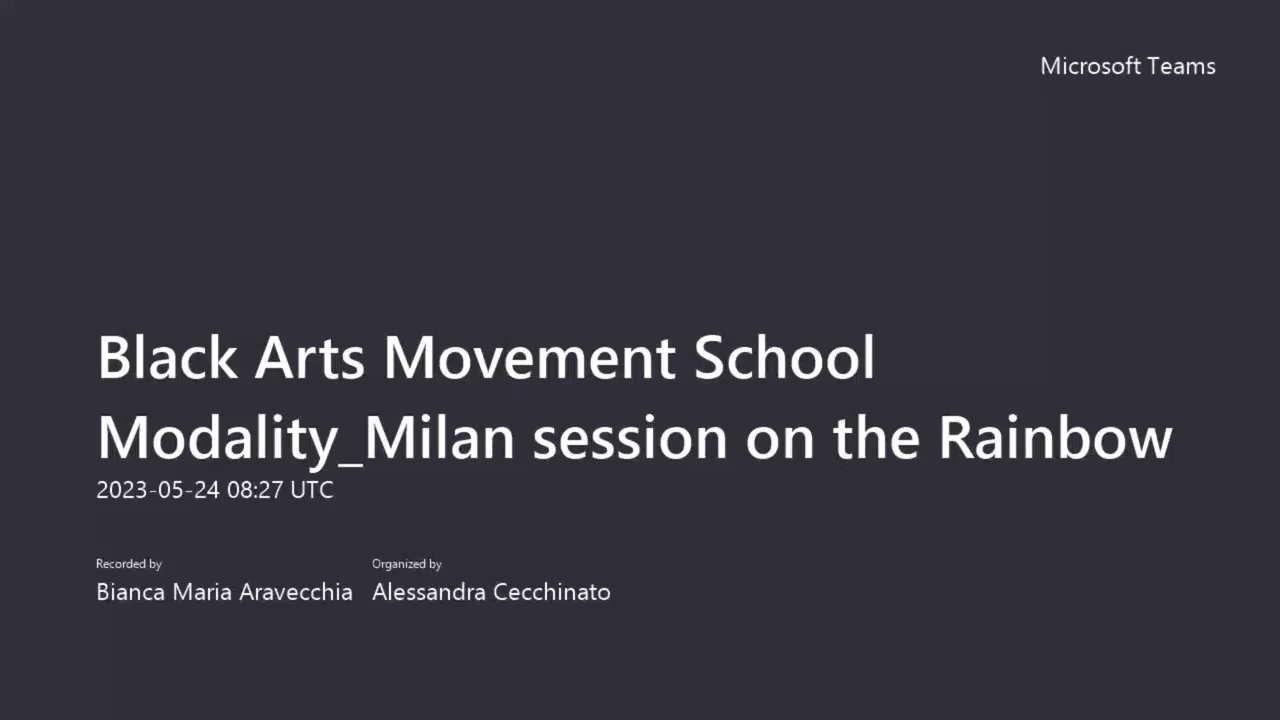 Microsoft Teams
Black Arts Movement School
Modality_Milan session on the Rainbow
2023-05-24 08:27 UTC
Recorded by Organized by
Bianca Maria Aravecchia Alessandra Cecchinato